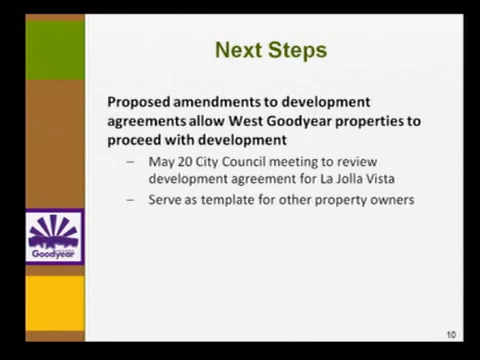 Next Steps
Proposed amendments to development
agreements allow West Goodyear properties to
proceed with development
– May 20 City Council meeting to review
development agreement for La Jolla Vista
– Serve as template for other property owners
Goodyear
10